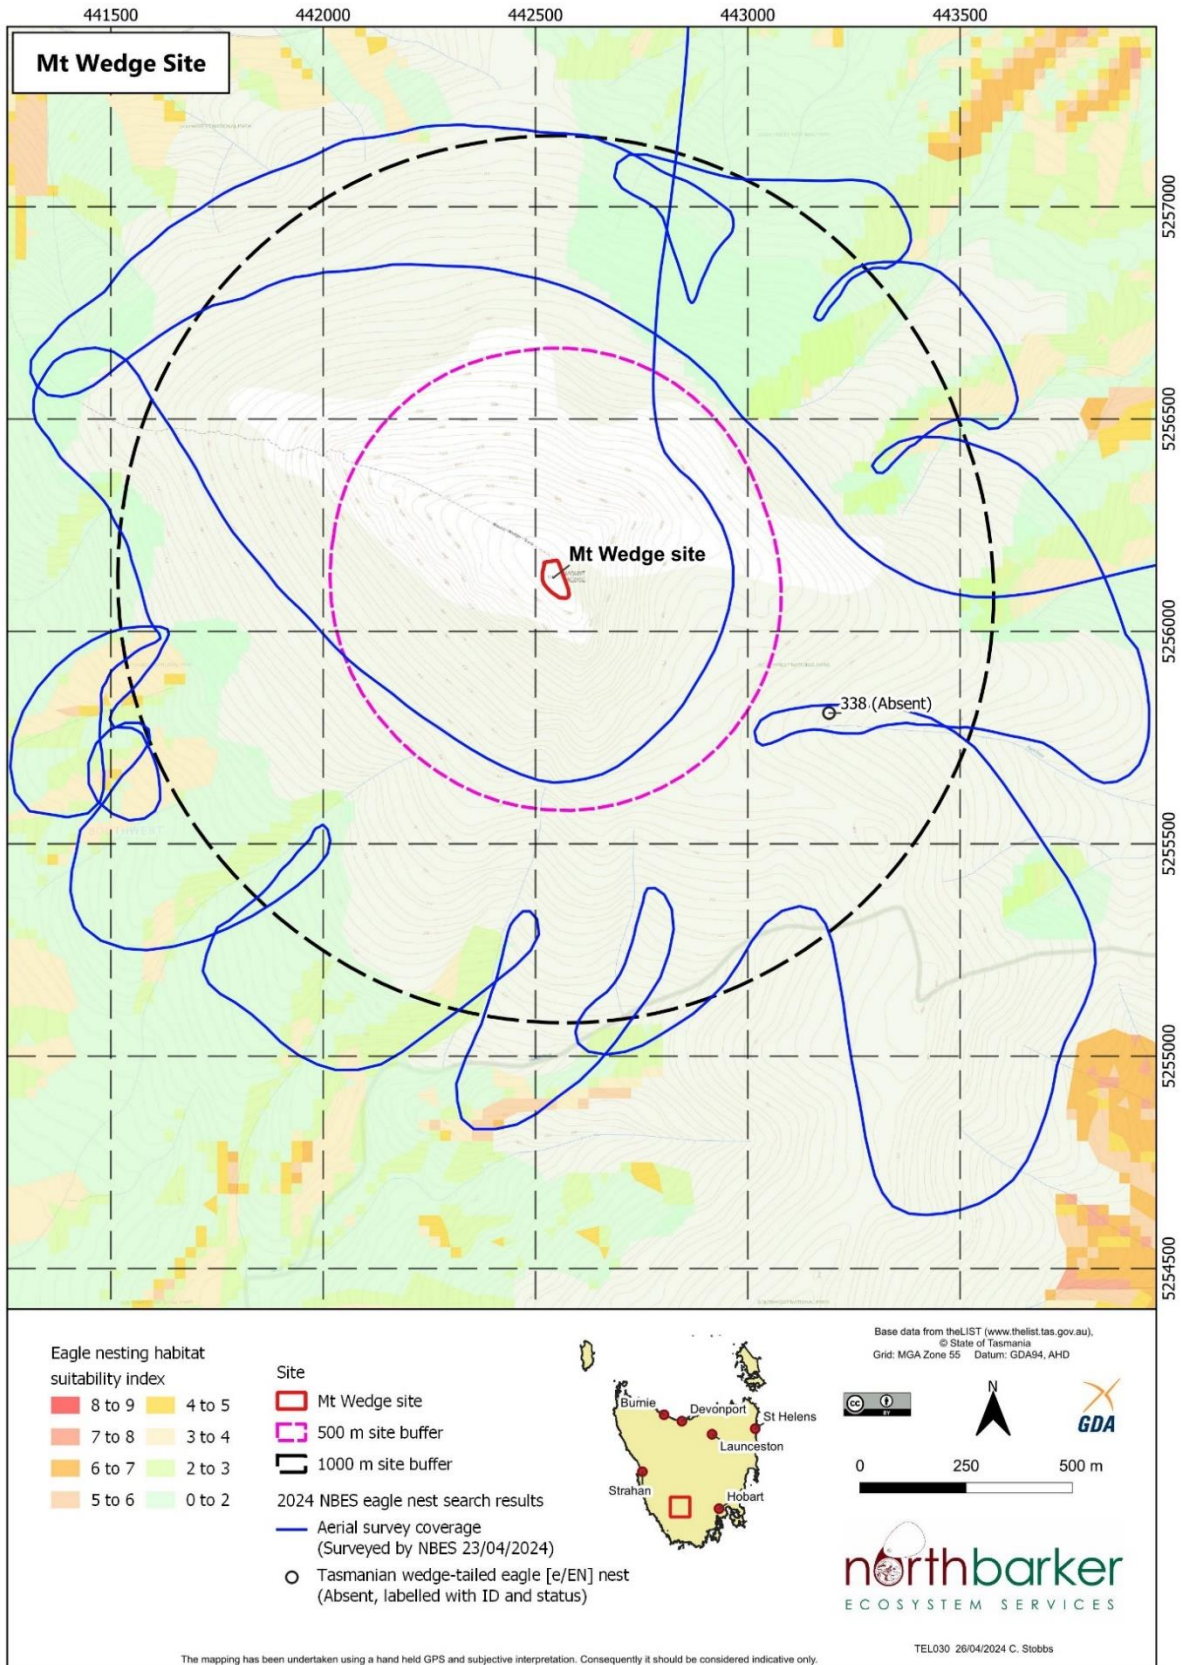 441500 442000 442500 443000 443500
Mt Wedge Site
5257000
5256500
Mt Wedge site
5256000
338 (Absent)
5255500
5255000
5254500
Eagle nesting habitat
suitability index
8 to 9 4 to 5
7 to 8 3 to 4
6 to 7 2 to 3
5 to 6 0 to 2
Site
Mt Wedge site
500 m site buffer
1000 m site buffer
2024 NBES eagle nest search results
Aerial survey coverage
(Surveyed by NBES 23/04/2024)
Tasmanian wedge-tailed eagle [e/EN] nest
(Absent, labelled with ID and status)
Burnie
Devonport
St Helens
Launceston
Strahan
Hobart
Base data from theLIST (www.thelist.tas.gov.au),
© State of Tasmania
Grid: MGA Zone 55 Datum: GDA94, AHD
cc
BY
N
GDA
0 250 500 m
northbarker
ECOSYSTEM SERVICES
TEL030 26/04/2024 C. Stobbs
The mapping has been undertaken using a hand held GPS and subjective interpretation. Consequently it should be considered indicative only.